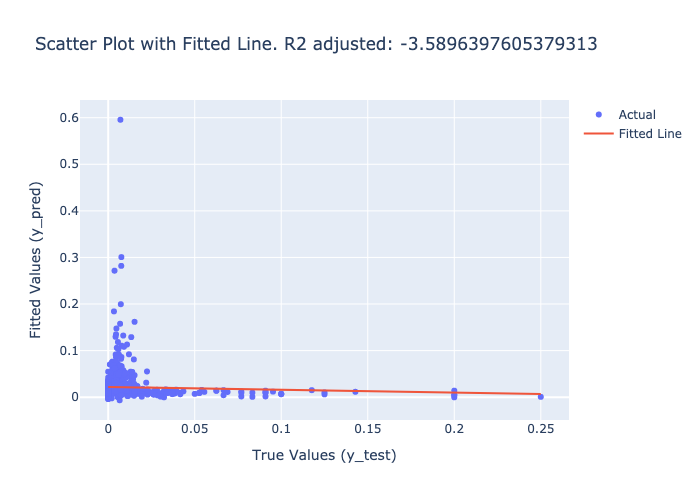 Scatter Plot with Fitted Line. R2 adjusted: -3.5896397605379313
Actual
Fitted Line
0.6
0.5
0.4
0.3
0.2
0.1
0
Fitted Values (y_pred)
0
0.05
0.1
0.15
0.2
0.25
True Values (y_test)